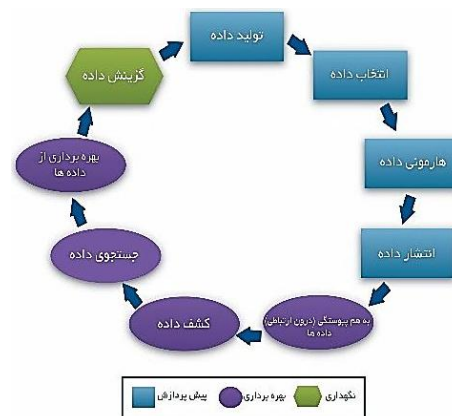 تولید داده
انتخاب داده
هارمونی داده
انتشار داده
به هم پیوستگی (درون ارتباطی)
داده ها
کشف داده
جستجوی داده
بهره برداری از
داده ها
گزینش داده
پیش پردازش
بهره برداری
نگهداری